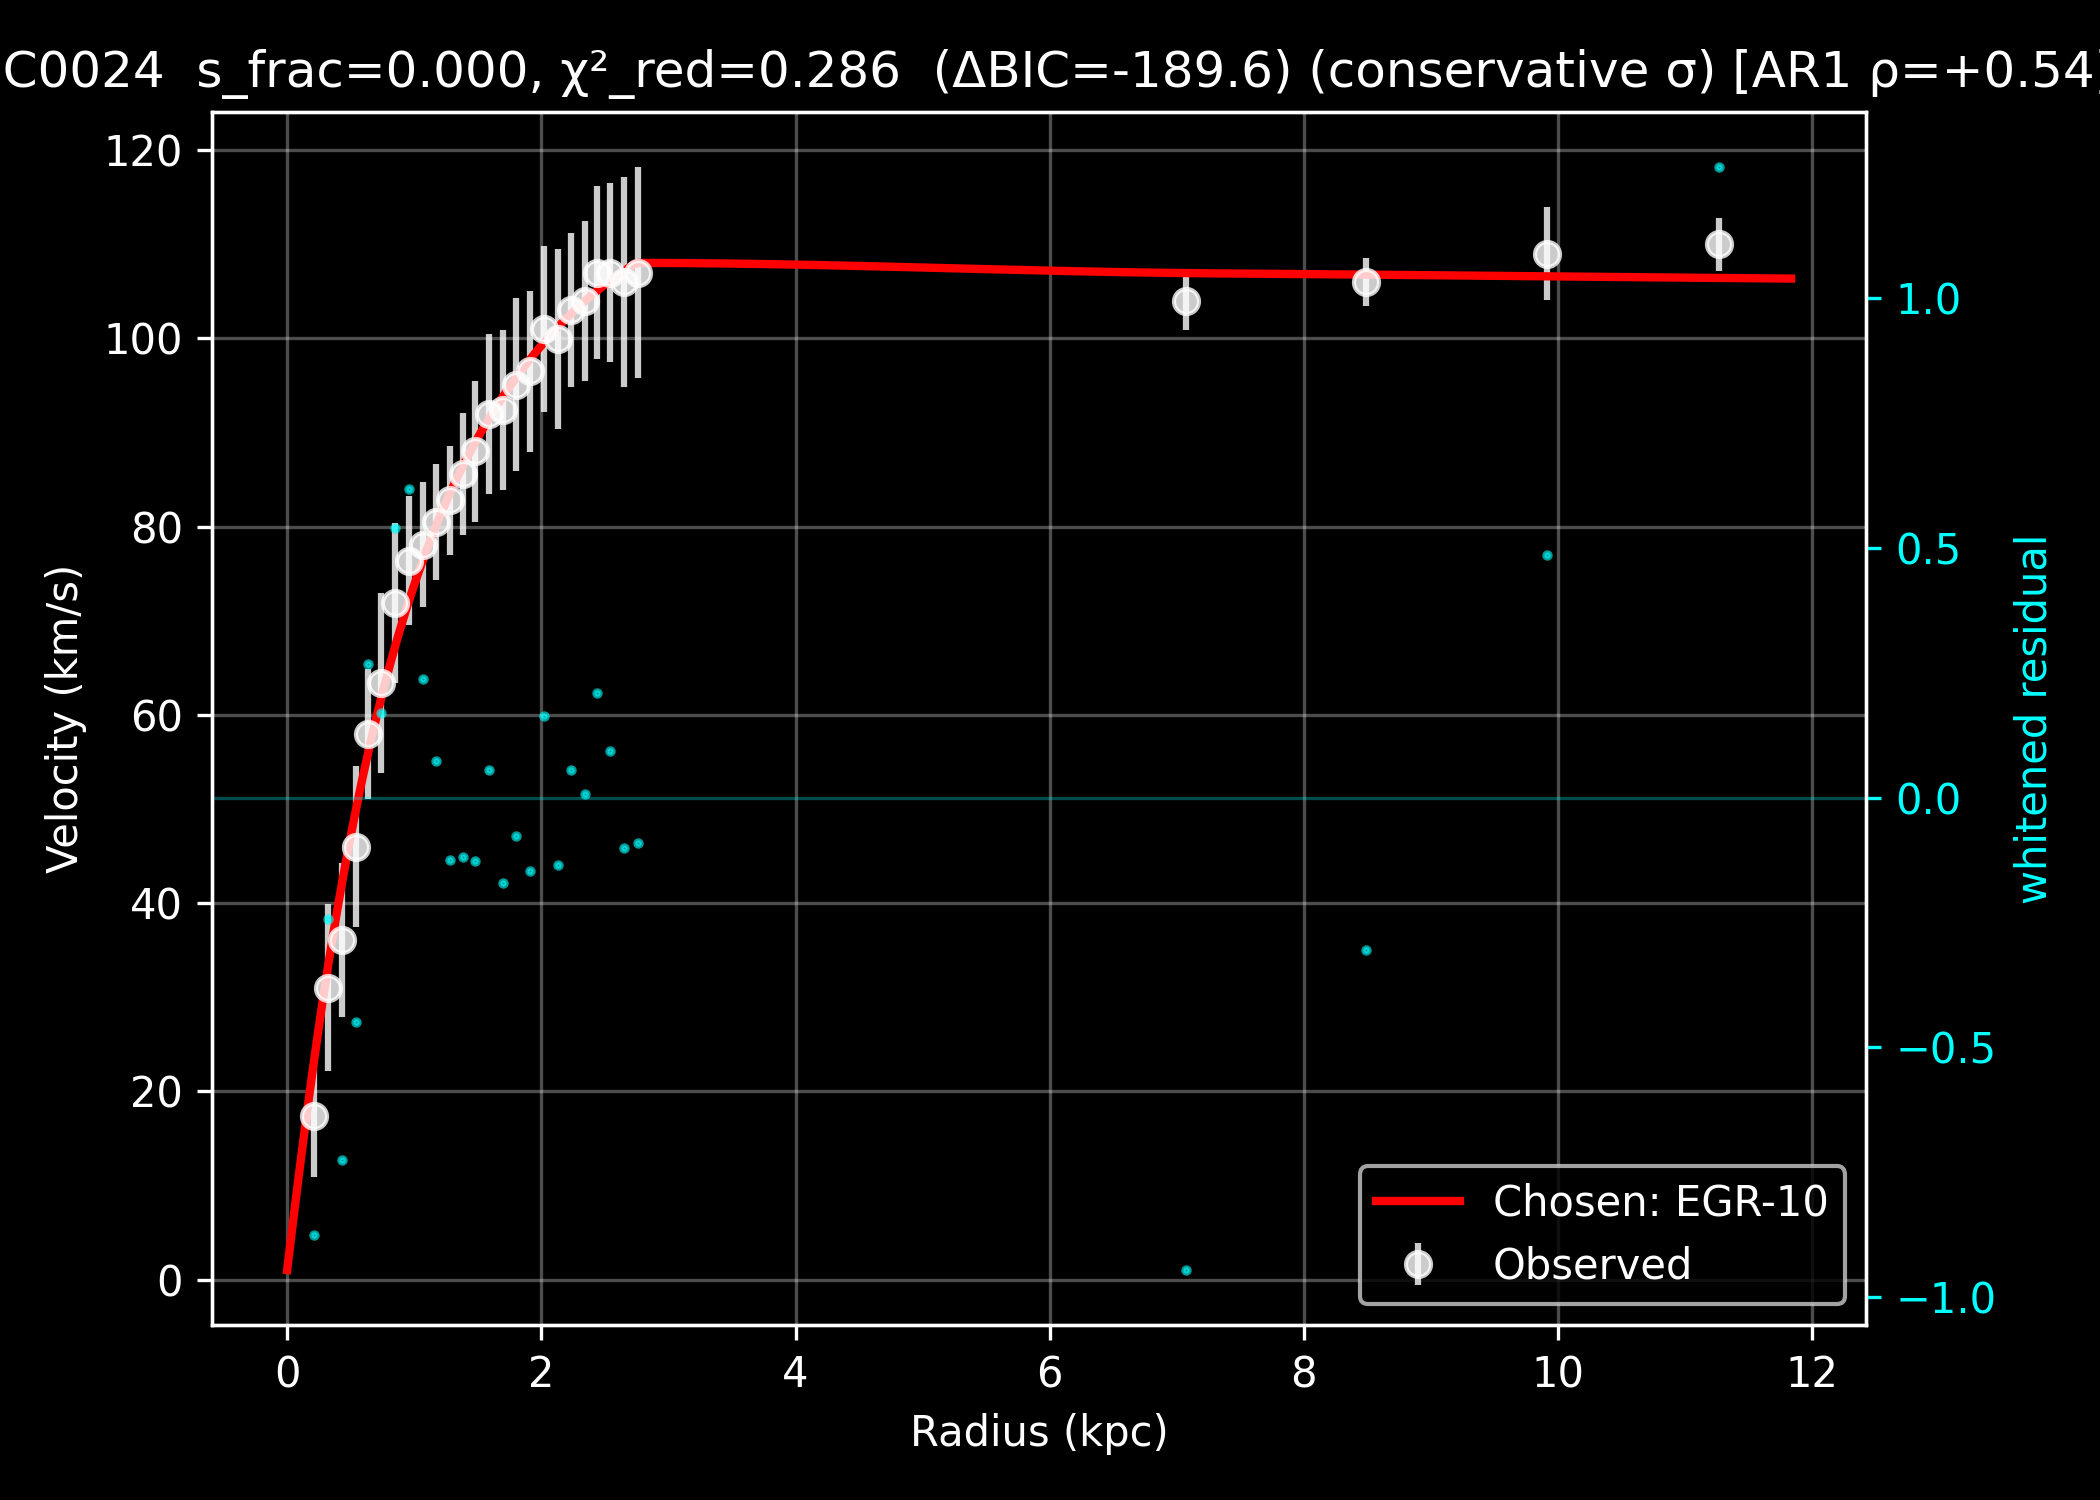 C0024 s_frac=0.000, χ²_red=0.286 (ΔBIC=-189.6) (conservative σ) [AR1 ρ=+0.54]
120
100
80
60
40
20
0
Velocity (km/s)
1.0
0.5
0.0
−0.5
−1.0
whitened residual
Chosen: EGR-10
Observed
0 2 4 6 8 10 12
Radius (kpc)